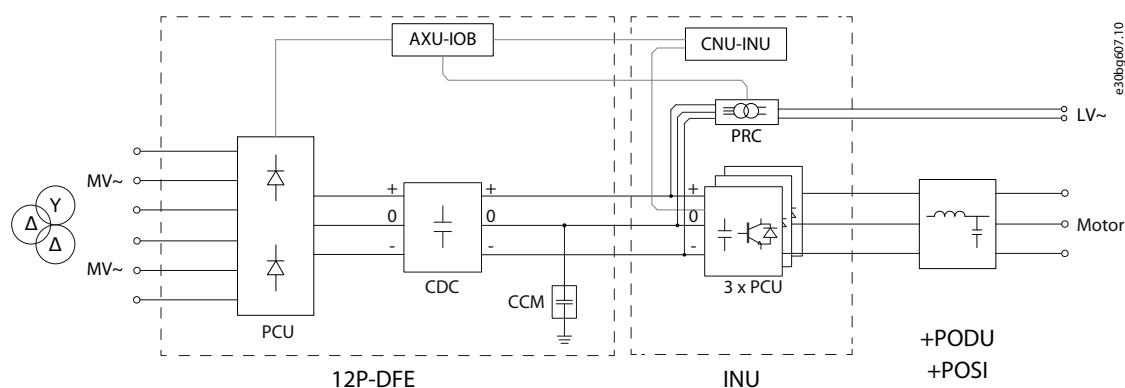 AXU-IOB
CNU-INU
e30bg607.10
PRC
LV~
MV~
+
+
+
Y
Δ
0
0
0
Motor
Δ
MV~
-
-
-
CDC
3 x PCU
CCM
PCU
+PODU
12P-DFE
INU
+POSI